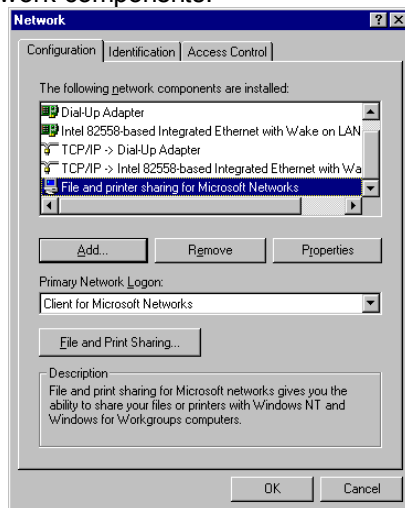 work components.
Network
? X
Configuration Identification Access Control
The following network components are installed:
Dial-Up Adapter
Intel 82558-based Integrated Ethernet with Wake on LAN
TCP/IP -> Dial-Up Adapter
TCP/IP -> Intel 82558-based Integrated Ethernet with Wa
File and printer sharing for Microsoft Networks
Add... Remove Properties
Primary Network Logon:
Client for Microsoft Networks
File and Print Sharing...
Description
File and print sharing for Microsoft networks gives you the
ability to share your files or printers with Windows NT and
Windows for Workgroups computers.
OK Cancel